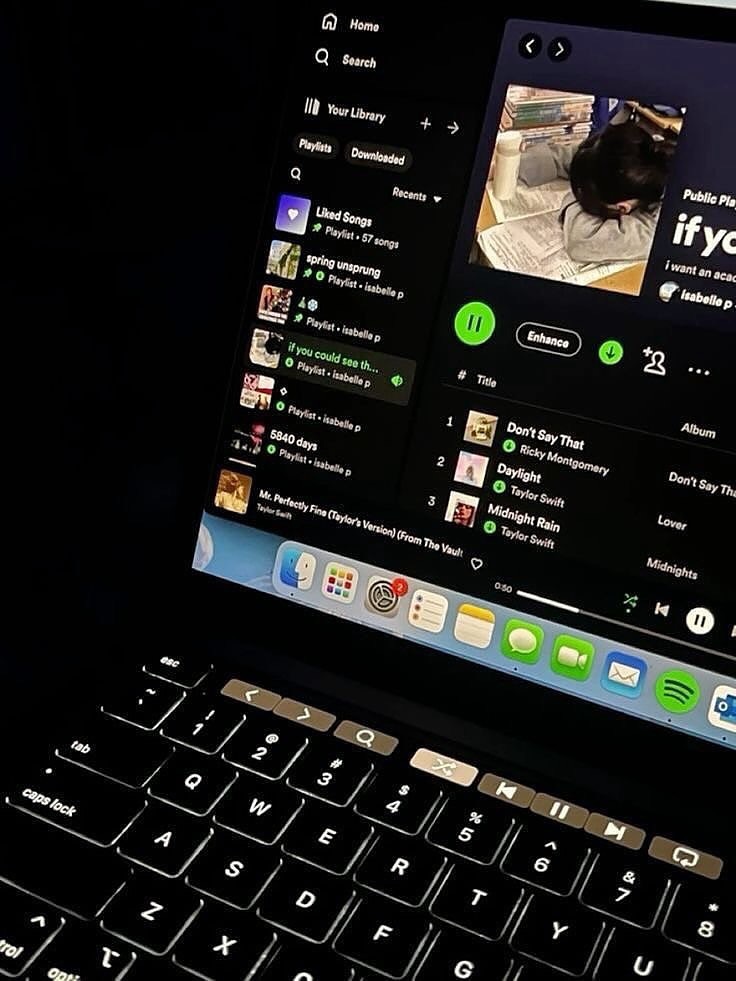 Home
Search
Your Library
Playlists
Downloaded
Recents
Liked Songs
Playlist • 57 songs
spring unsprung
Playlist • isabelle p
Playlist • isabelle p
if you could see th...
Playlist • isabelle p
Playlist • isabelle p
5840 days
Playlist • isabelle p
Mr. Perfectly Fine (Taylor's Version) (From The Vault
Taylor Swift
Public Pla
if yo
i want an aca
isabelle p
Enhance
# Title
Album
1
Don't Say That
Ricky Montgomery
Don't Say Tha
2
Daylight
Taylor Swift
Lover
3
Midnight Rain
Taylor Swift
Midnights
0:50
2
esc
~ ! 1 @ 2 # 3 $ 4 % 5 ^ 6 & 7 * 8
tab Q W E R T Y U
caps lock A S D F G
Z X
^
trol
opti